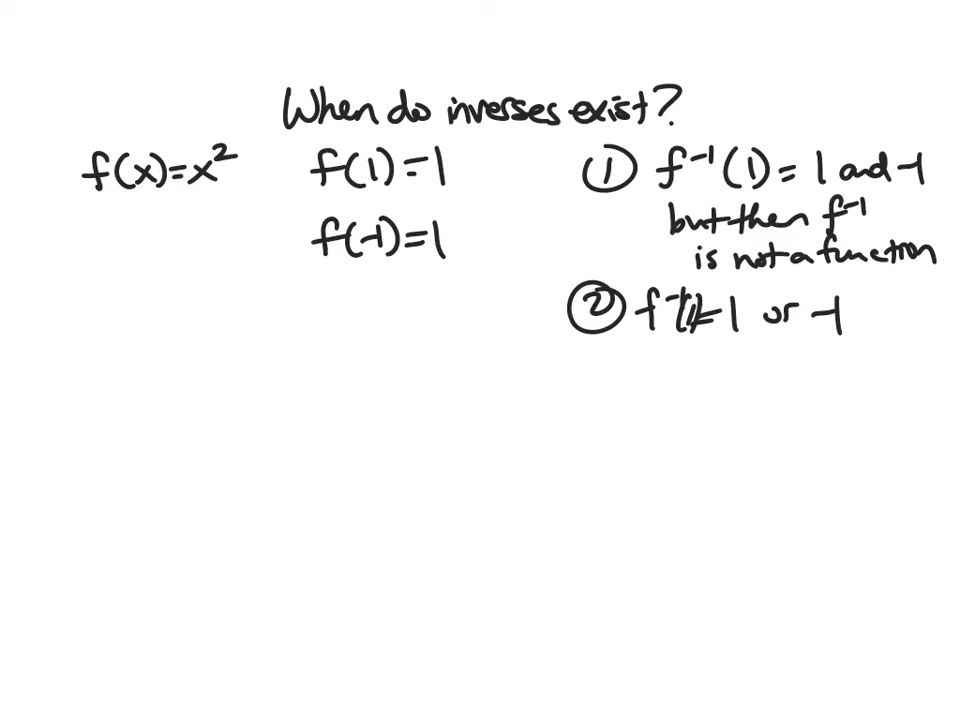 When do inverses exist?
f(x)=x² f(1)=1 ① f⁻¹(1)=1 and -1
f(-1)=1 but then f⁻¹
is not a function
② f⁻¹(1)=1 or -1